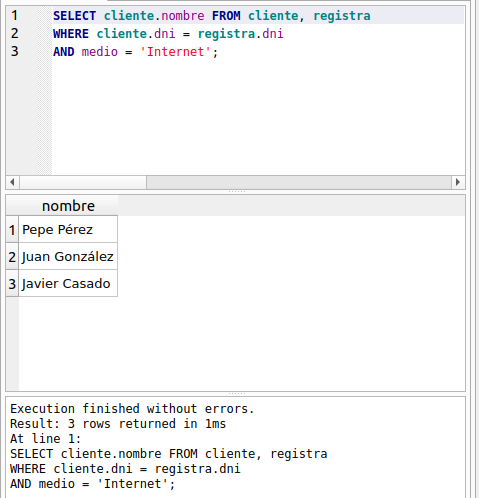 1 SELECT cliente.nombre FROM cliente, registra
2 WHERE cliente.dni = registra.dni
3 AND medio = 'Internet';
nombre
1 Pepe Pérez
2 Juan González
3 Javier Casado
Execution finished without errors.
Result: 3 rows returned in 1ms
At line 1:
SELECT cliente.nombre FROM cliente, registra
WHERE cliente.dni = registra.dni
AND medio = 'Internet';